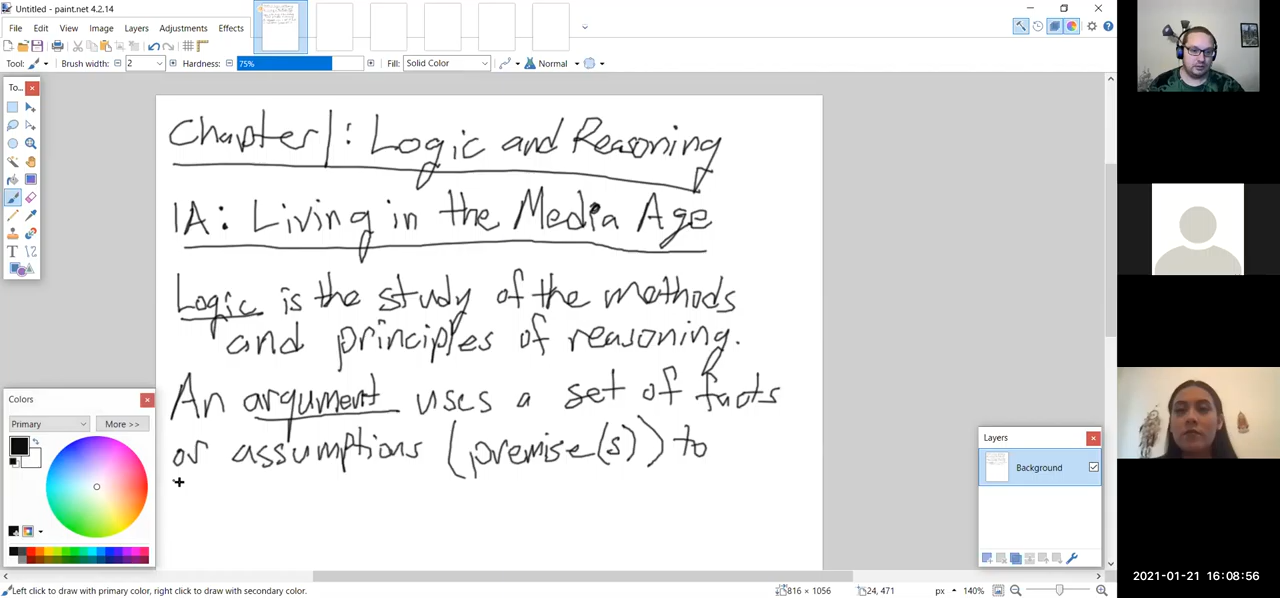 Untitled - paint.net 4.2.14
File Edit View Image Layers Adjustments Effects
Tool: Brush width: 2 Hardness: 75% Fill: Solid Color Normal
To...
Chapter 1: Logic and Reasoning
1A: Living in the Media Age
Logic is the study of the methods
and principles of reasoning.
An argument uses a set of facts
or assumptions (premise(s)) to
Colors
Primary More >>
Layers
Background
Left click to draw with primary color, right click to draw with secondary color.
816 × 1056 24, 471 px 140%
2021-01-21 16:08:56